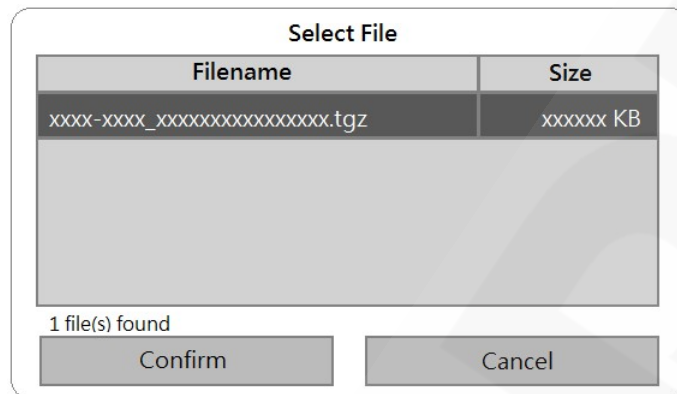 Select File
Filename Size
xxxx-xxxx_xxxxxxxxxxxxxxxx.tgz xxxxxx KB
1 file(s) found
Confirm Cancel